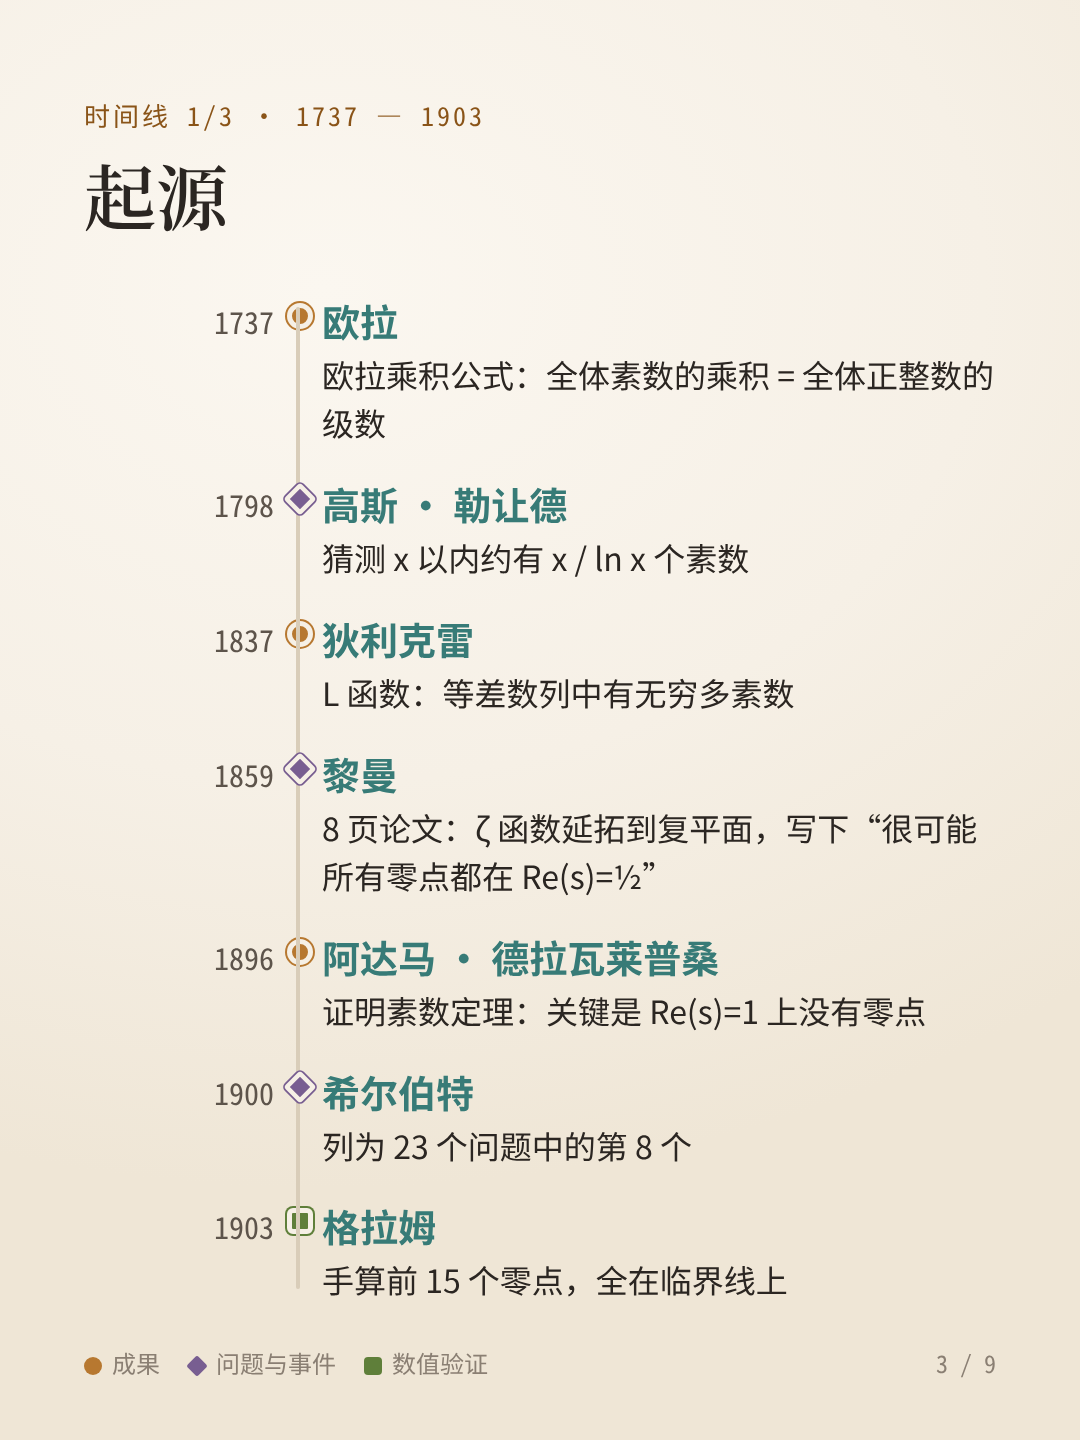 时间线 1/3 · 1737 — 1903
起源
1737 欧拉
欧拉乘积公式：全体素数的乘积 = 全体正整数的
级数
1798 高斯 · 勒让德
猜测 x 以内约有 x / ln x 个素数
1837 狄利克雷
L 函数：等差数列中有无穷多素数
1859 黎曼
8 页论文：ζ 函数延拓到复平面，写下“很可能
所有零点都在 Re(s)=½”
1896 阿达马 · 德拉瓦莱普桑
证明素数定理：关键是 Re(s)=1 上没有零点
1900 希尔伯特
列为 23 个问题中的第 8 个
1903 格拉姆
手算前 15 个零点，全在临界线上
成果 问题与事件 数值验证 3 / 9